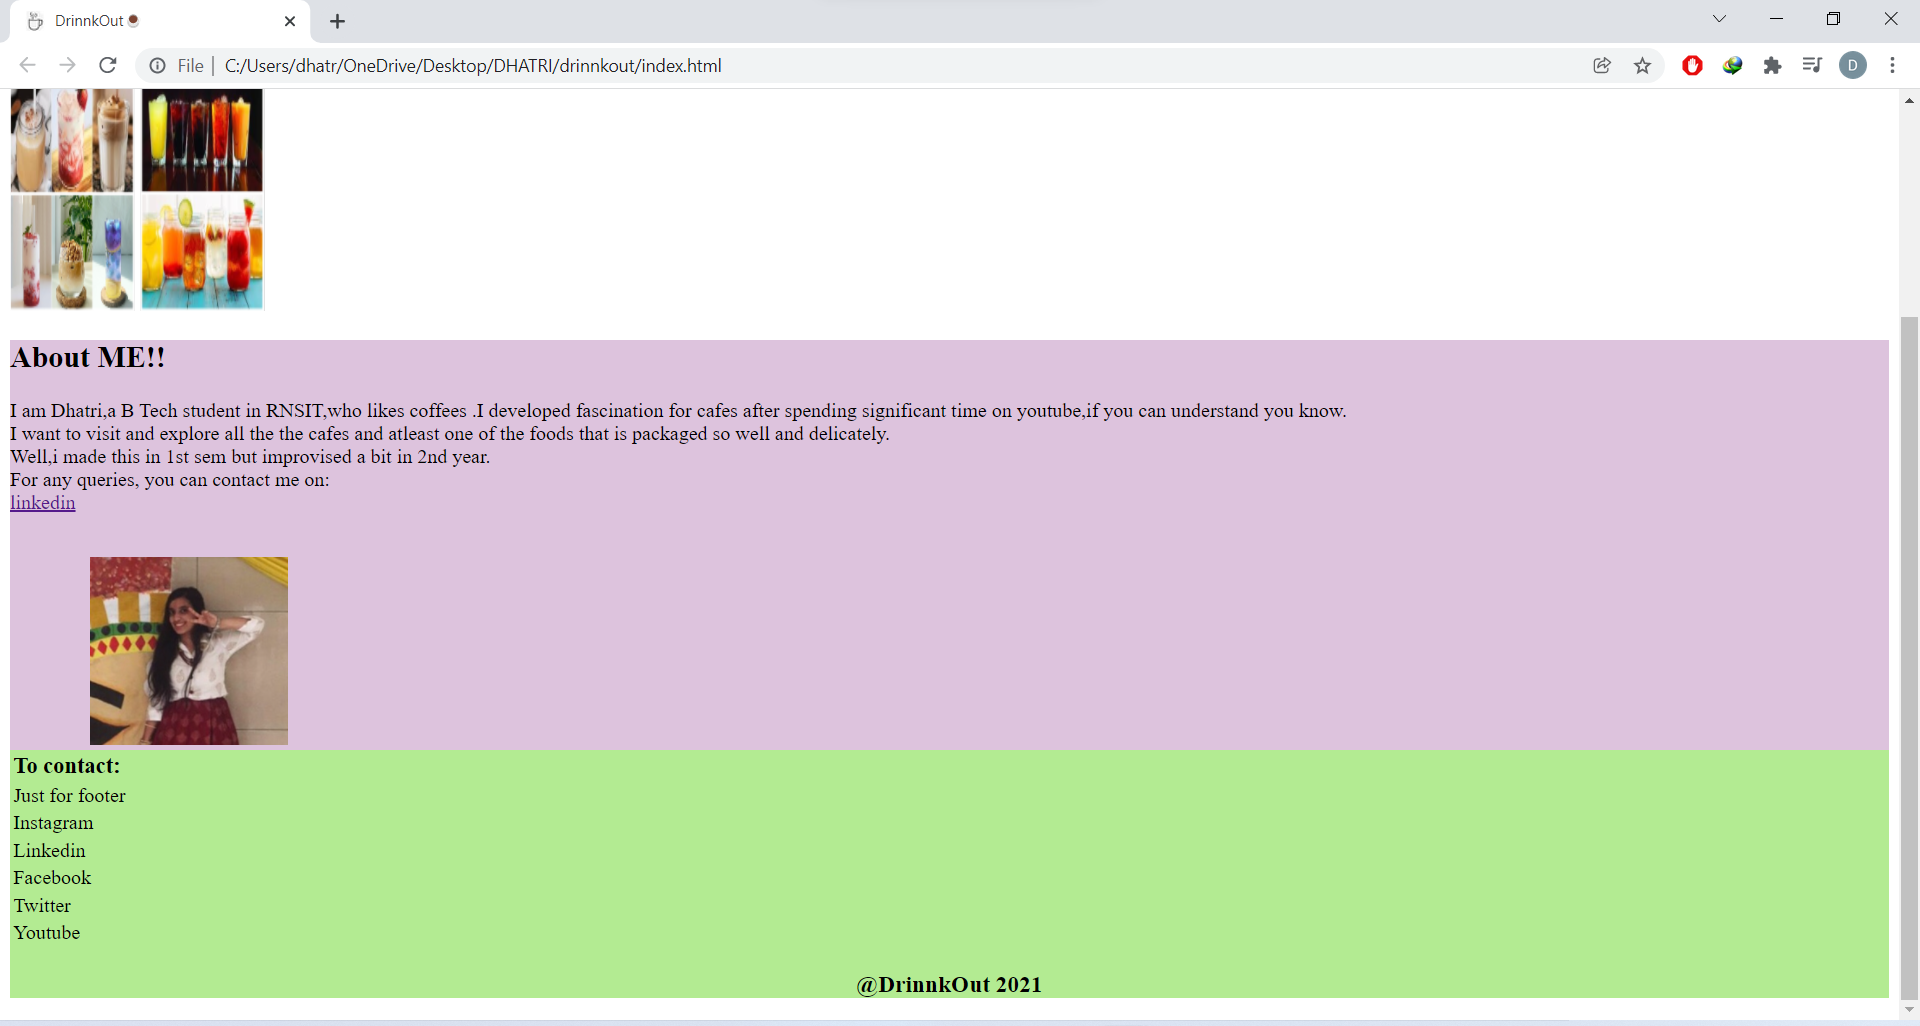 DrinnkOut
File
C:/Users/dhatr/OneDrive/Desktop/DHATRI/drinnkout/index.html
D
About ME!!
I am Dhatri,a B Tech student in RNSIT,who likes coffees .I developed fascination for cafes after spending significant time on youtube,if you can understand you know.
I want to visit and explore all the the cafes and atleast one of the foods that is packaged so well and delicately.
Well,i made this in 1st sem but improvised a bit in 2nd year.
For any queries, you can contact me on:
linkedin
To contact:
Just for footer
Instagram
Linkedin
Facebook
Twitter
Youtube
@DrinnkOut 2021